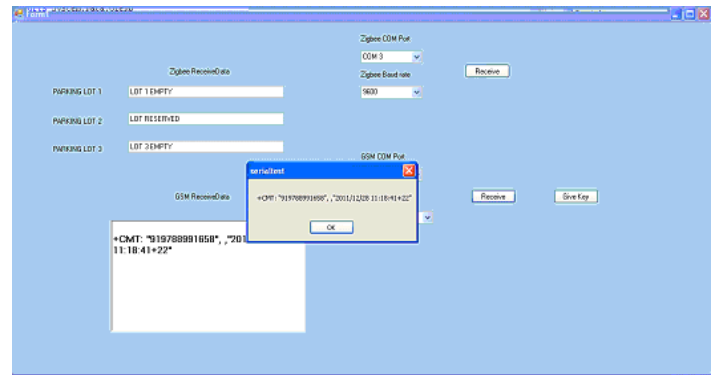 Form1
Zigbee COM Port
COM 3
Zigbee ReceiveData
Zigbee Baud rate
Receive
PARKING LOT 1
LOT 1 EMPTY
9600
PARKING LOT 2
LOT RESERVED
PARKING LOT 3
LOT 3 EMPTY
GSM COM Port
serialtest
GSM ReceiveData
+CMT: "919788991658", ,"2011/12/28 11:18:41+22"
Receive
Give Key
OK
+CMT: "919788991658", ,"201
11:18:41+22"